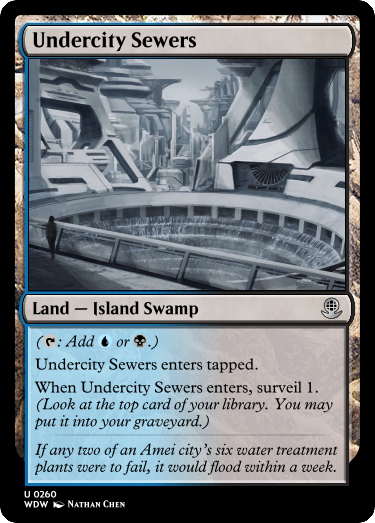 Undercity Sewers
Land — Island Swamp
(: Add or .)
Undercity Sewers enters tapped.
When Undercity Sewers enters, surveil 1.
(Look at the top card of your library. You may
put it into your graveyard.)
If any two of an Amei city's six water treatment
plants were to fail, it would flood within a week.
U 0260
WDW Nathan Chen